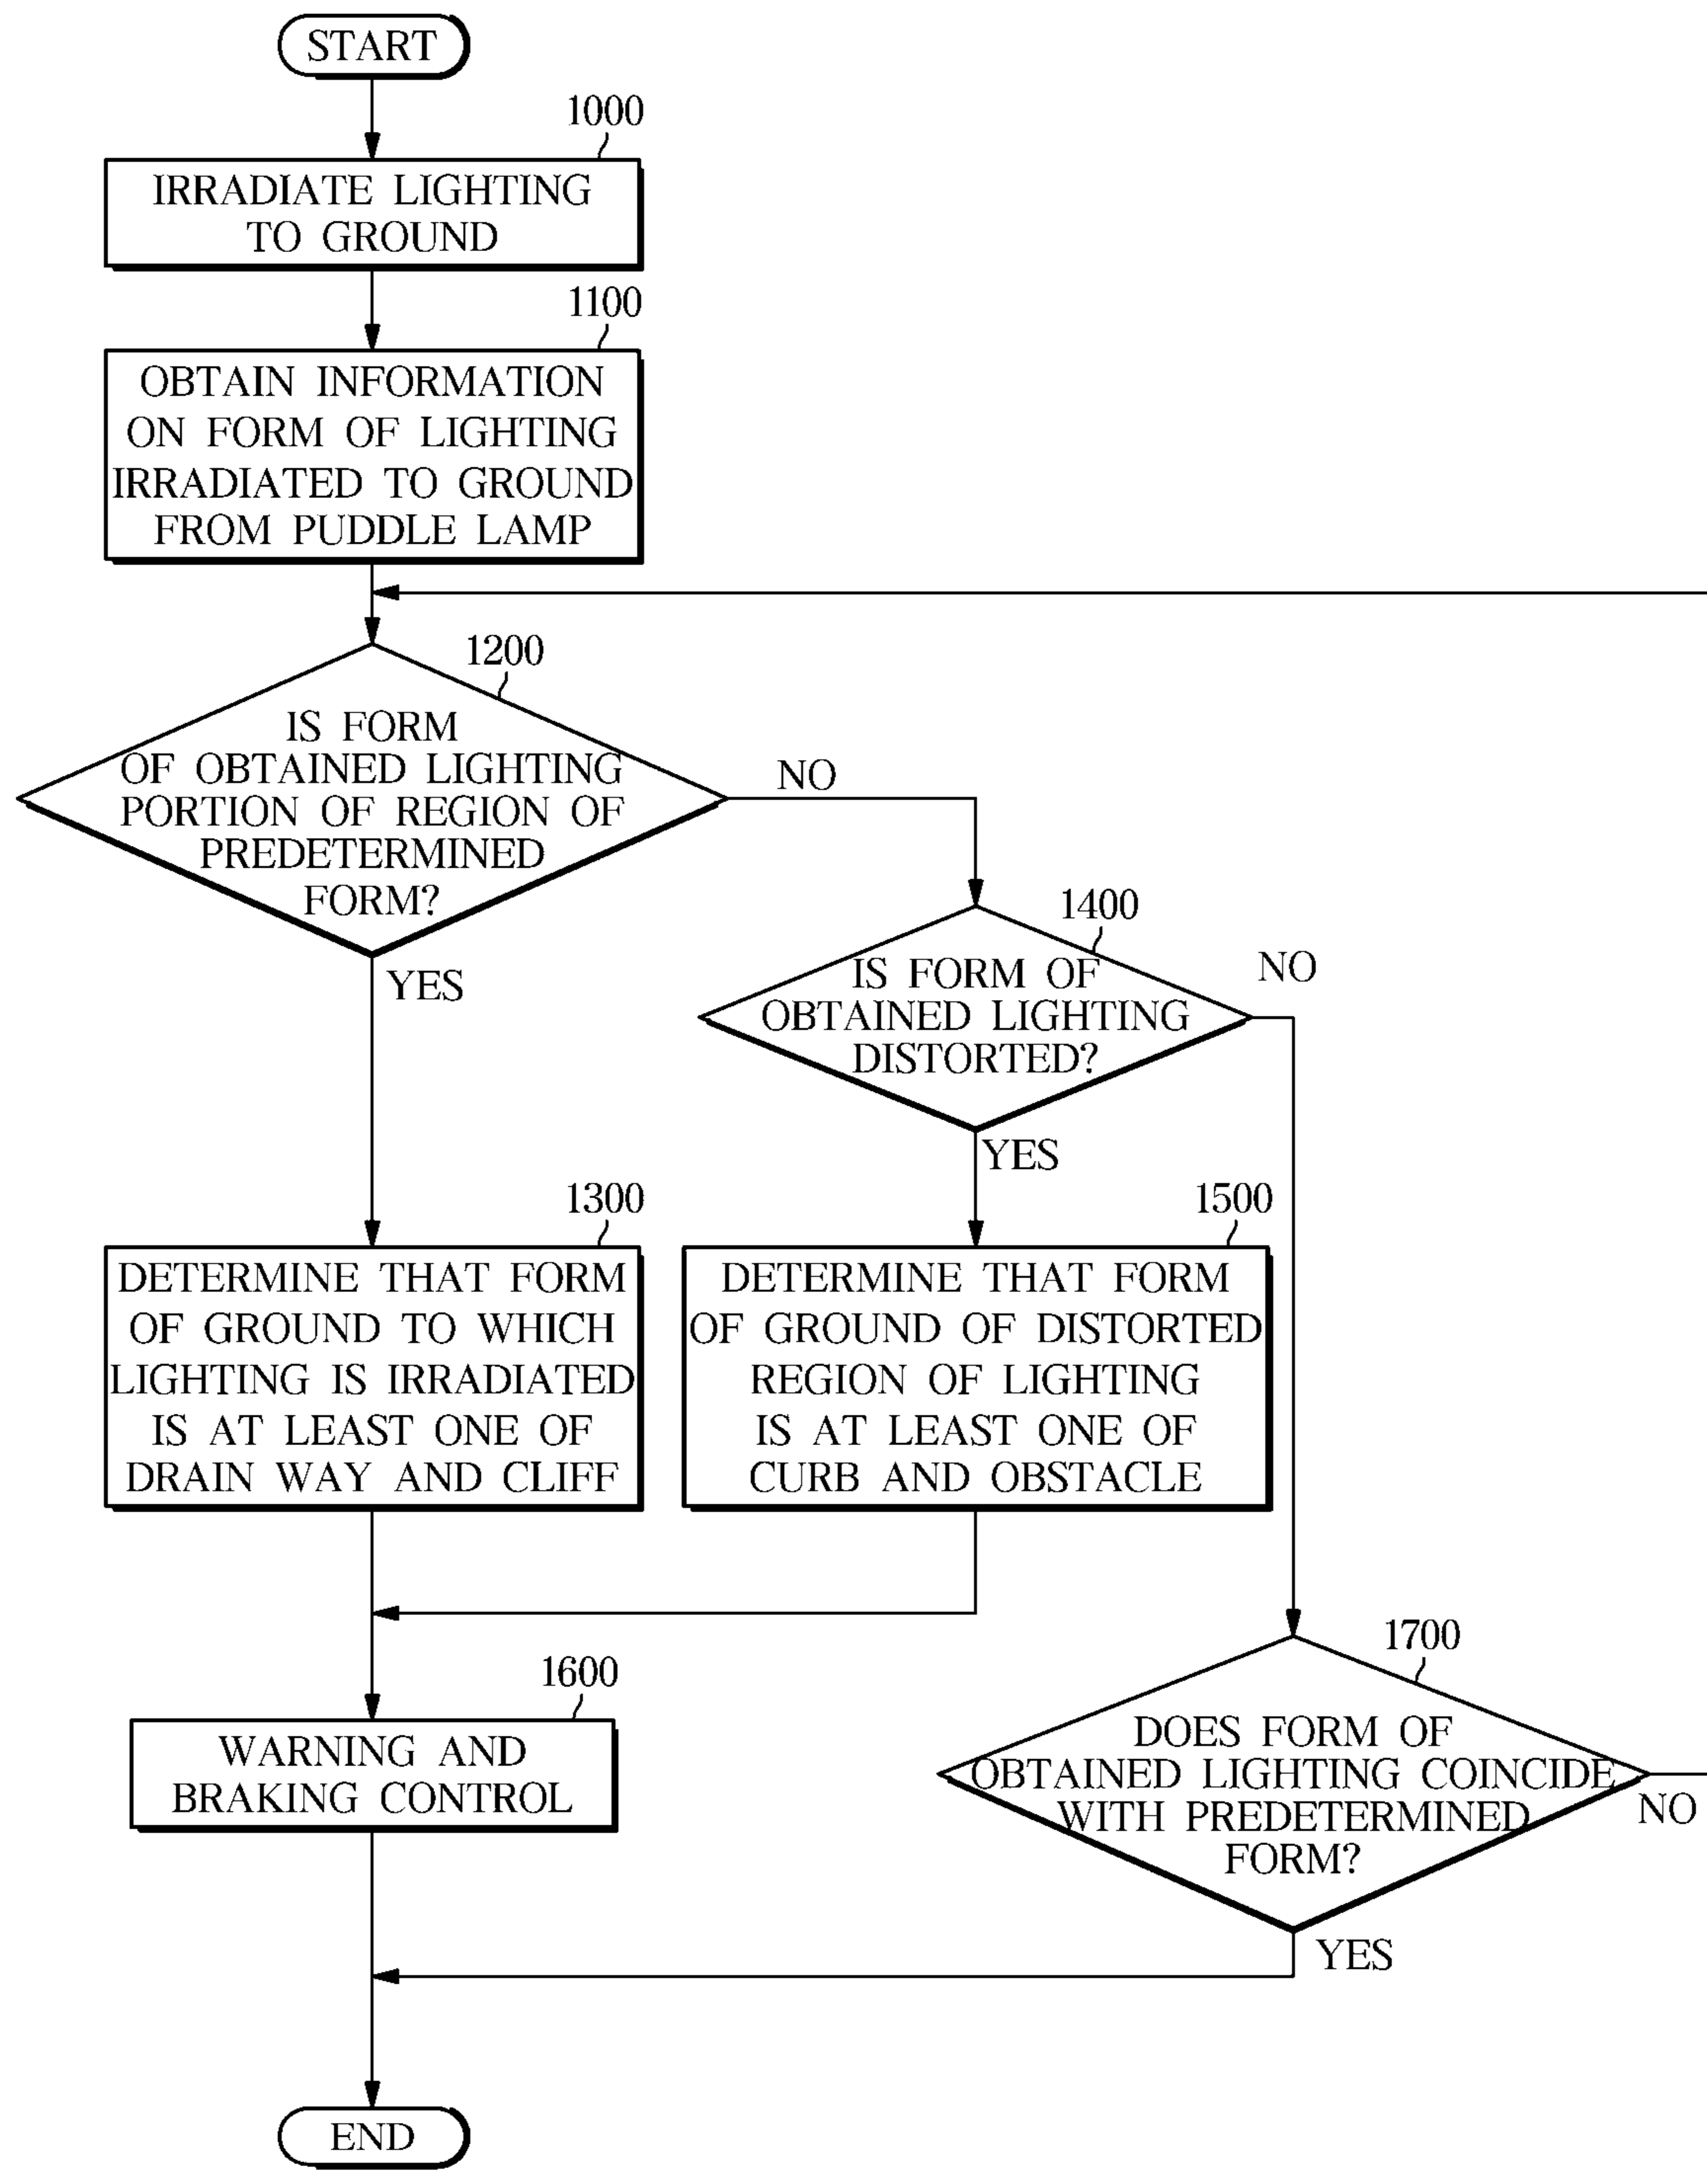 START
1000
IRRADIATE LIGHTING
TO GROUND
1100
OBTAIN INFORMATION
ON FORM OF LIGHTING
IRRADIATED TO GROUND
FROM PUDDLE LAMP
1200
IS FORM
OF OBTAINED LIGHTING
PORTION OF REGION OF
PREDETERMINED
FORM?
NO
YES
1400
IS FORM OF
OBTAINED LIGHTING
DISTORTED?
NO
YES
1300
DETERMINE THAT FORM
OF GROUND TO WHICH
LIGHTING IS IRRADIATED
IS AT LEAST ONE OF
DRAIN WAY AND CLIFF
1500
DETERMINE THAT FORM
OF GROUND OF DISTORTED
REGION OF LIGHTING
IS AT LEAST ONE OF
CURB AND OBSTACLE
1600
WARNING AND
BRAKING CONTROL
1700
DOES FORM OF
OBTAINED LIGHTING COINCIDE
WITH PREDETERMINED
FORM?
NO
YES
END